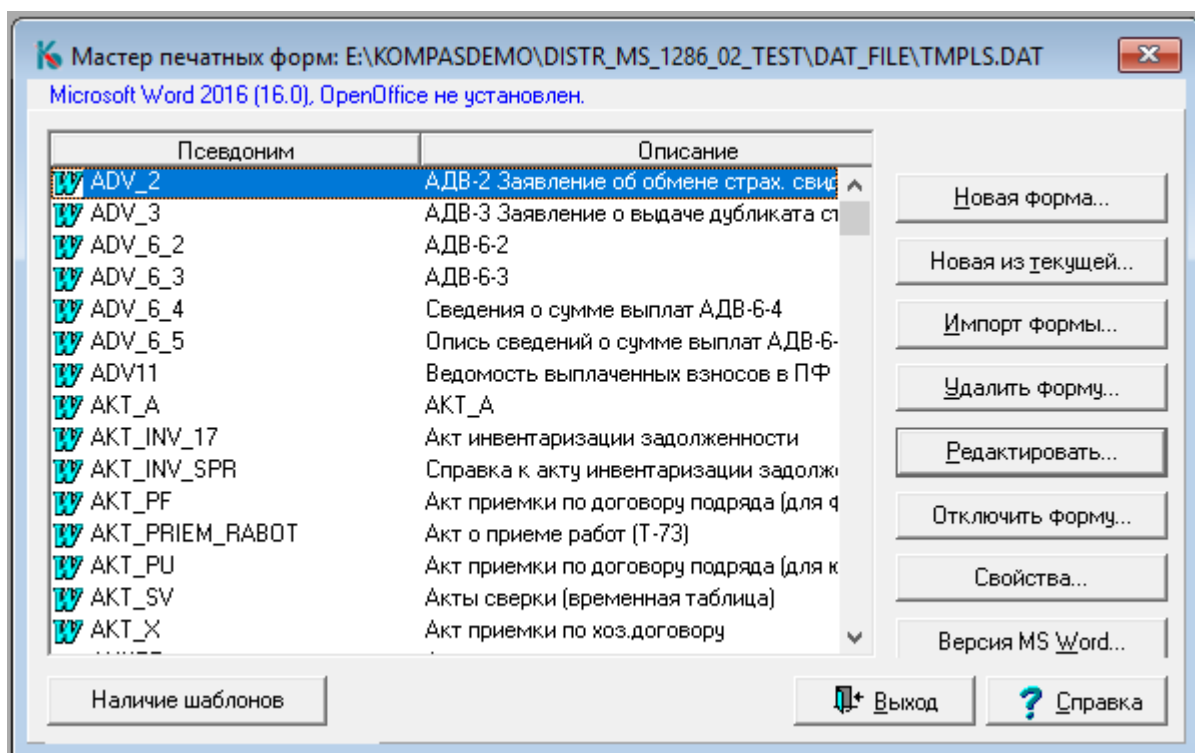 Мастер печатных форм: E:\KOMPASDEMO\DISTR_MS_1286_02_TEST\DAT_FILE\TMPLS.DAT
Microsoft Word 2016 (16.0), OpenOffice не установлен.
Псевдоним Описание
ADV_2 АДВ-2 Заявление об обмене страх. свид
ADV_3 АДВ-3 Заявление о выдаче дубликата ст
ADV_6_2 АДВ-6-2
ADV_6_3 АДВ-6-3
ADV_6_4 Сведения о сумме выплат АДВ-6-4
ADV_6_5 Опись сведений о сумме выплат АДВ-6-
ADV11 Ведомость выплаченных взносов в ПФ
AKT_A AKT_A
AKT_INV_17 Акт инвентаризации задолженности
AKT_INV_SPR Справка к акту инвентаризации задолж
AKT_PF Акт приемки по договору подряда (для ф
AKT_PRIEM_RABOT Акт о приеме работ (Т-73)
AKT_PU Акт приемки по договору подряда (для ю
AKT_SV Акты сверки (временная таблица)
AKT_X Акт приемки по хоз.договору
Новая форма...
Новая из текущей...
Импорт формы...
Удалить форму...
Редактировать...
Отключить форму...
Свойства...
Версия MS Word...
Наличие шаблонов
Выход
Справка